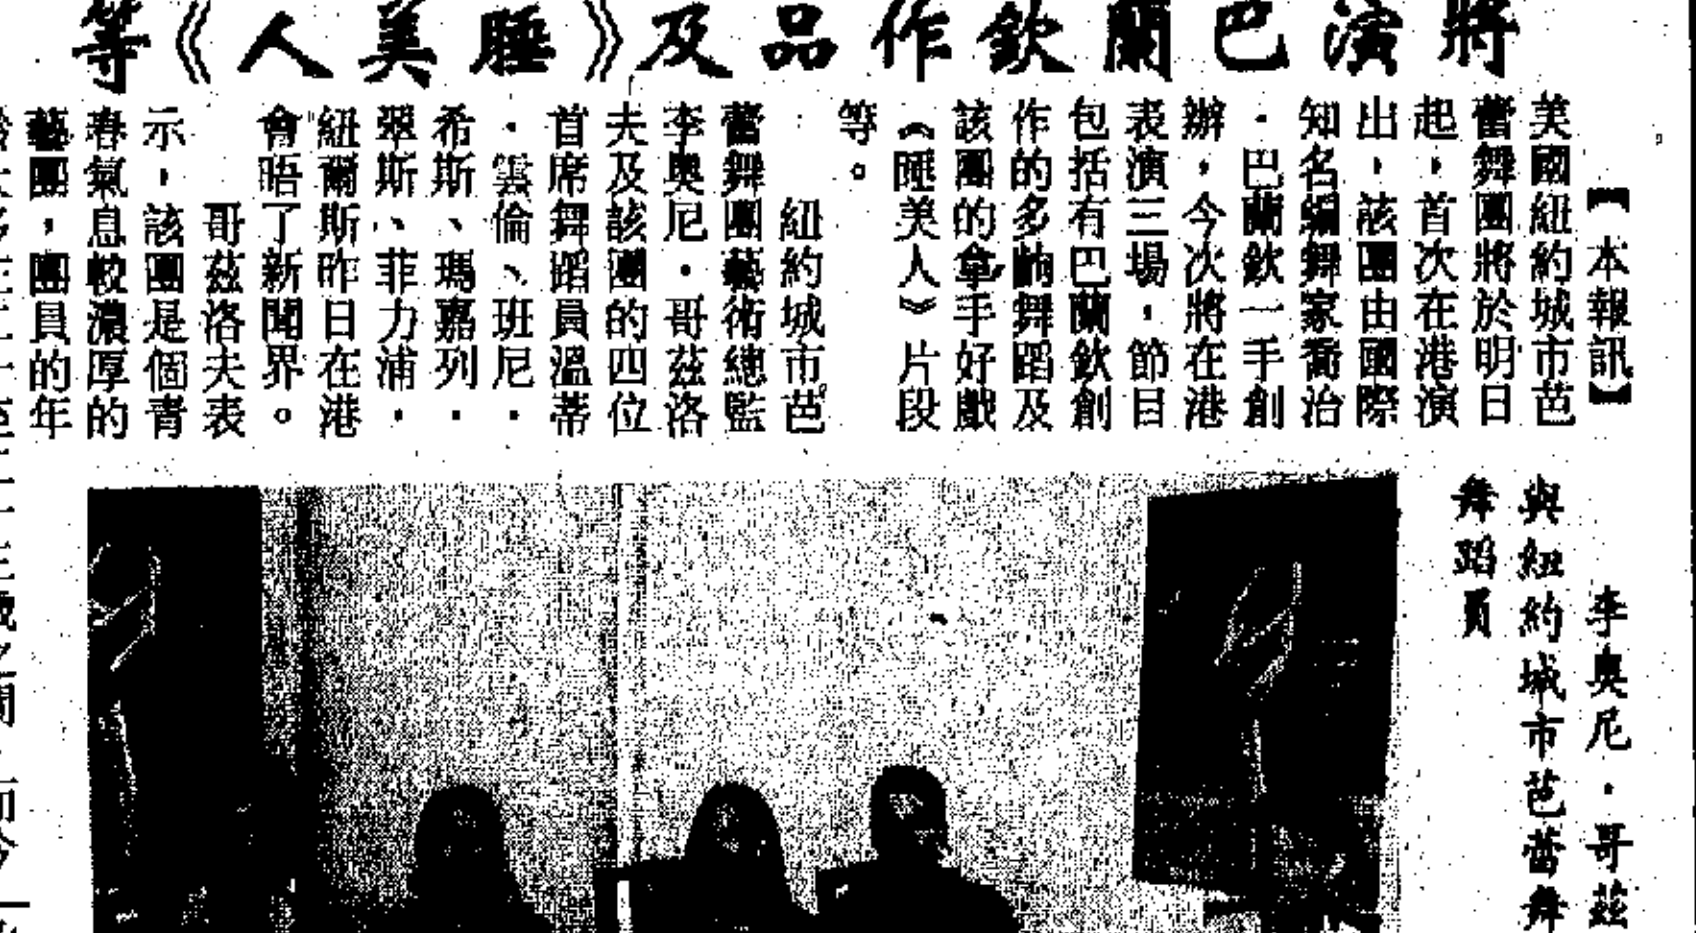 將演巴蘭欽作品及《睡美人》等
【本報訊】
美國紐約城市芭
蕾舞團將於明日
起，首次在港演
出，該團由國際
知名編舞家喬治
·巴蘭欽一手創
辦，今次將在港
表演三場，節目
包括有巴蘭欽創
作的多齣舞蹈及
該團的拿手好戲
《睡美人》片段
等。
紐約城市芭
蕾舞團藝術總監
李奧尼·哥茲洛
夫及該團的四位
首席舞蹈員溫蒂
·雲倫、班尼·
希斯、瑪嘉列·
翠斯、菲力浦·
紐爾斯昨日在港
會晤了新聞界。
哥茲洛夫表
示，該團是個青
春氣息較濃厚的
藝團，團員的年
李奧尼·哥茲
與紐約城市芭蕾舞
舞蹈員